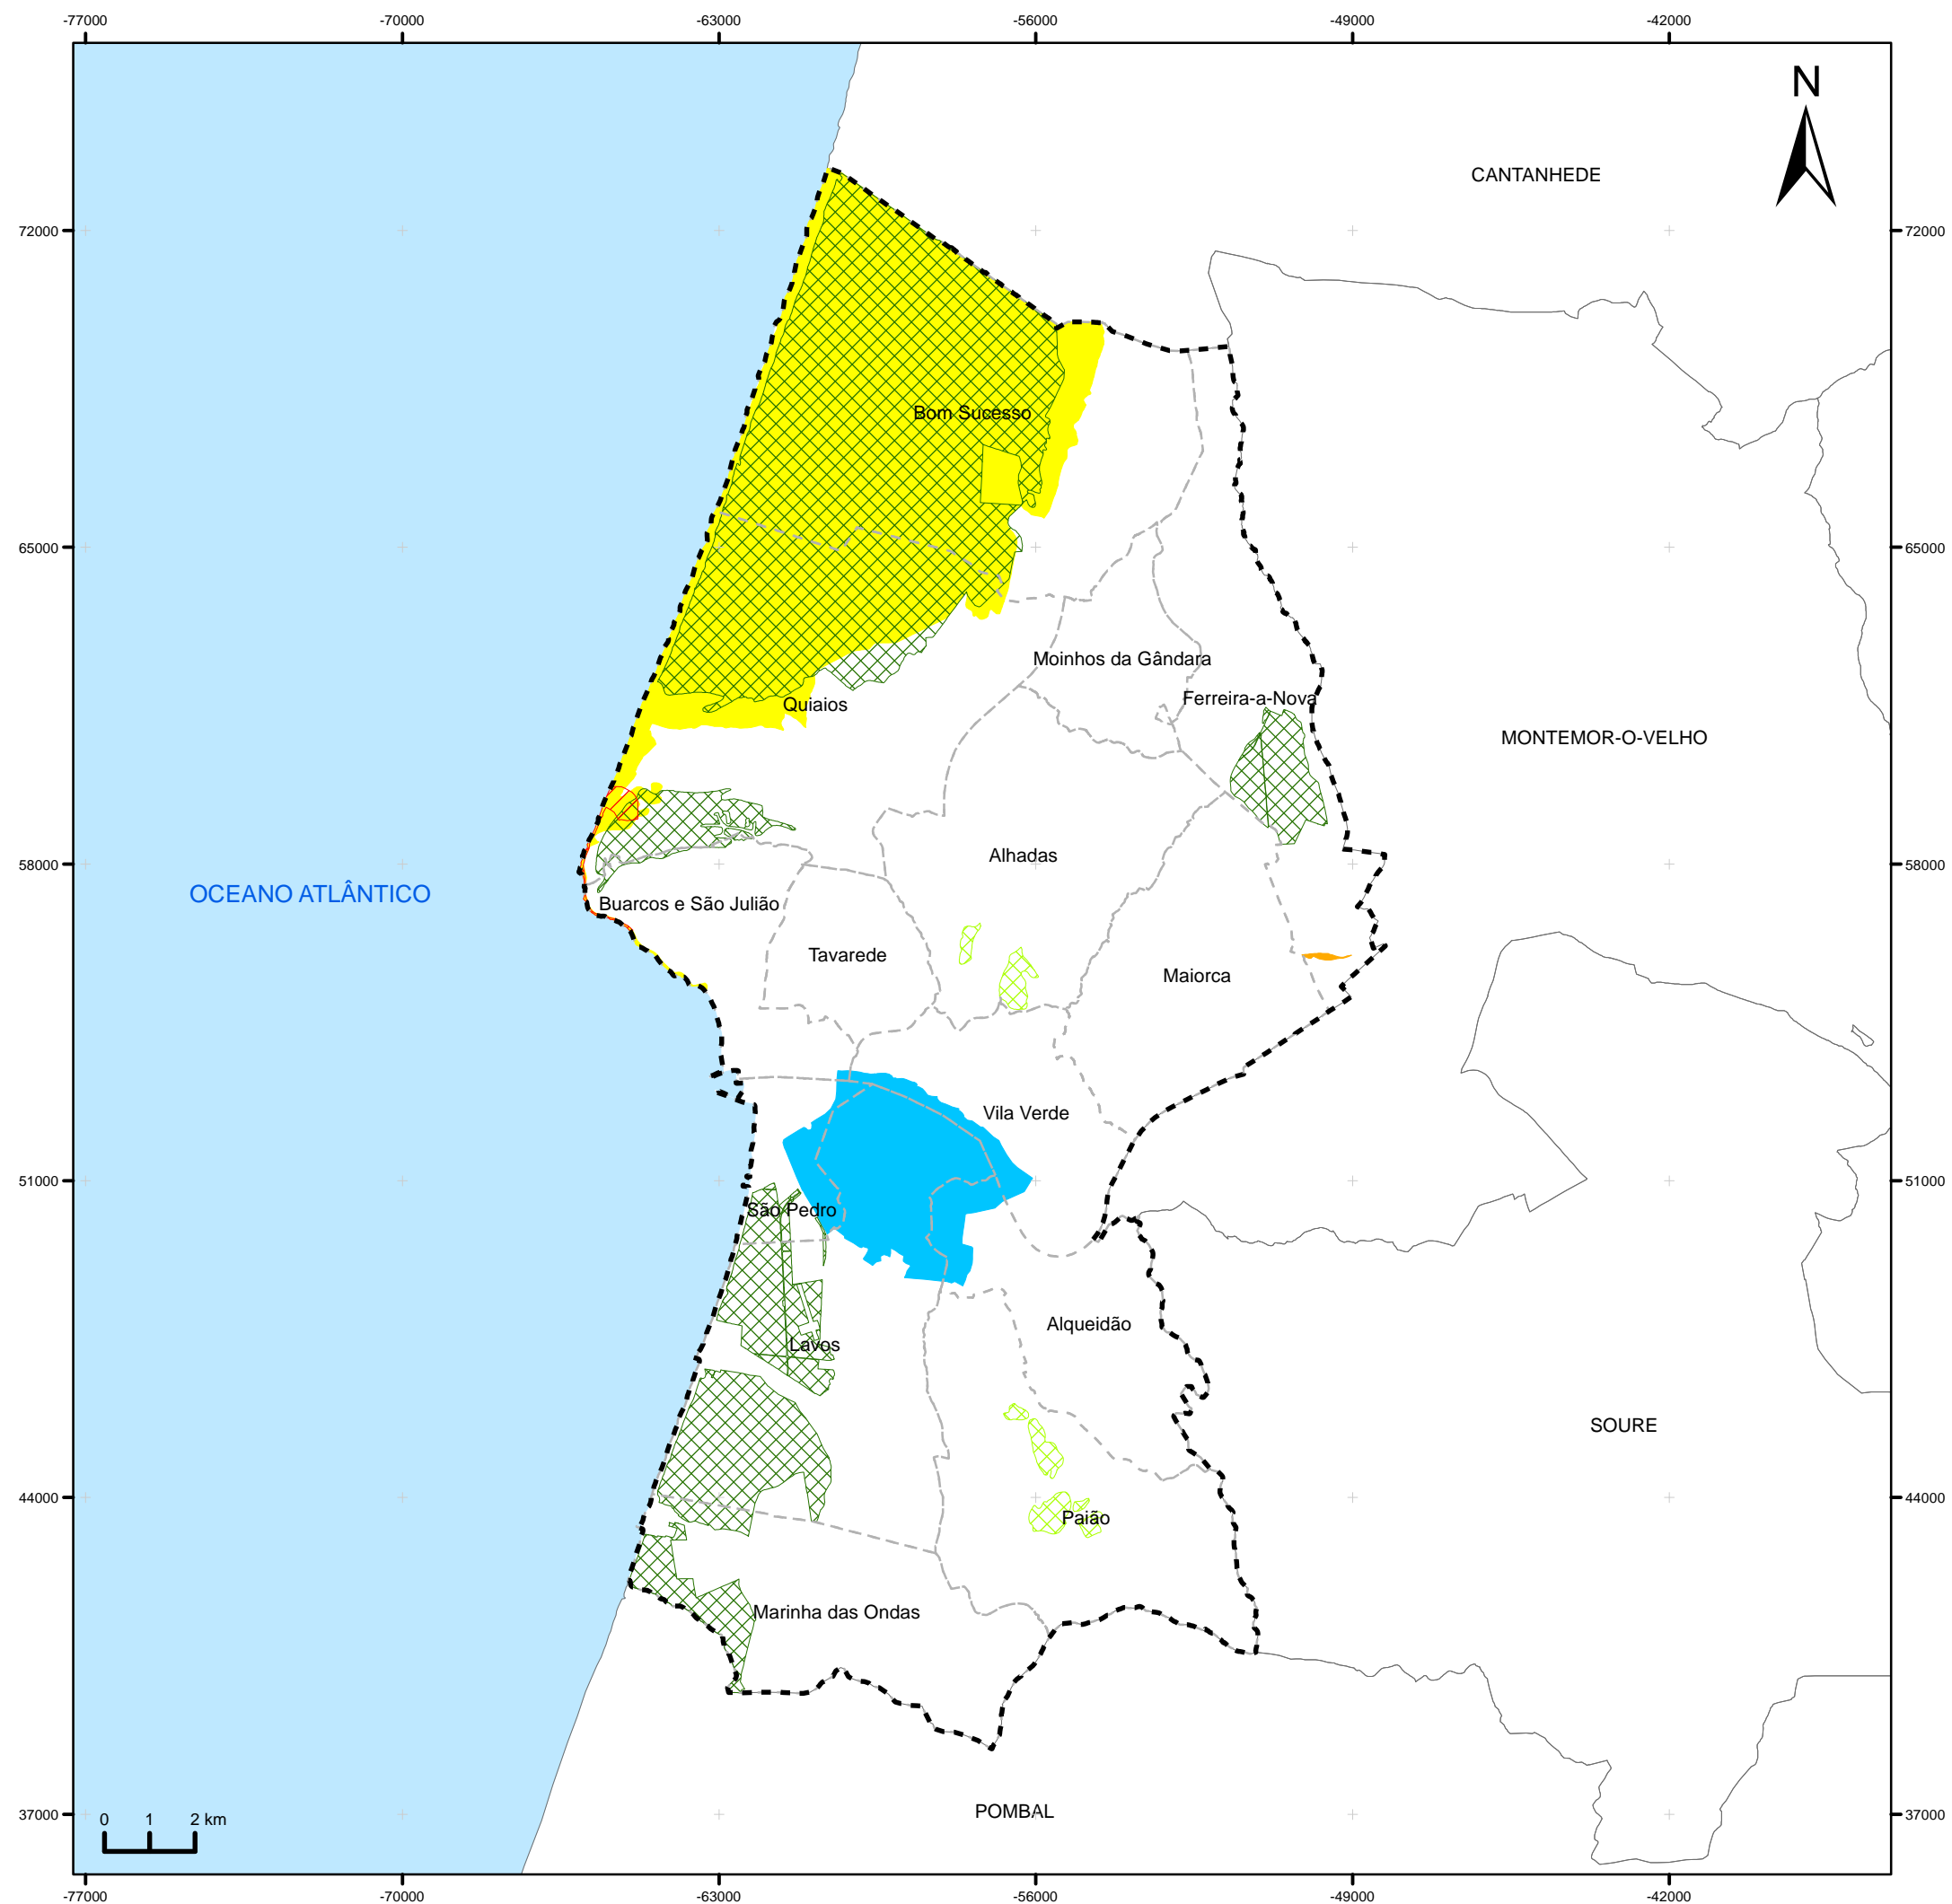 -77000 -70000 -63000 -56000 -49000 -42000
N
CANTANHEDE
72000 72000
Bom Sucesso
65000 65000
Moinhos da Gândara
Ferreira-a-Nova
Quiaios
MONTEMOR-O-VELHO
Alhadas
58000 58000
OCEANO ATLÂNTICO
Buarcos e São Julião
Tavarede
Maiorca
Vila Verde
51000 51000
São Pedro
Alqueidão
Lavos
SOURE
44000 44000
Paião
Marinha das Ondas
POMBAL
37000 37000
0 1 2 km
-77000 -70000 -63000 -56000 -49000 -42000